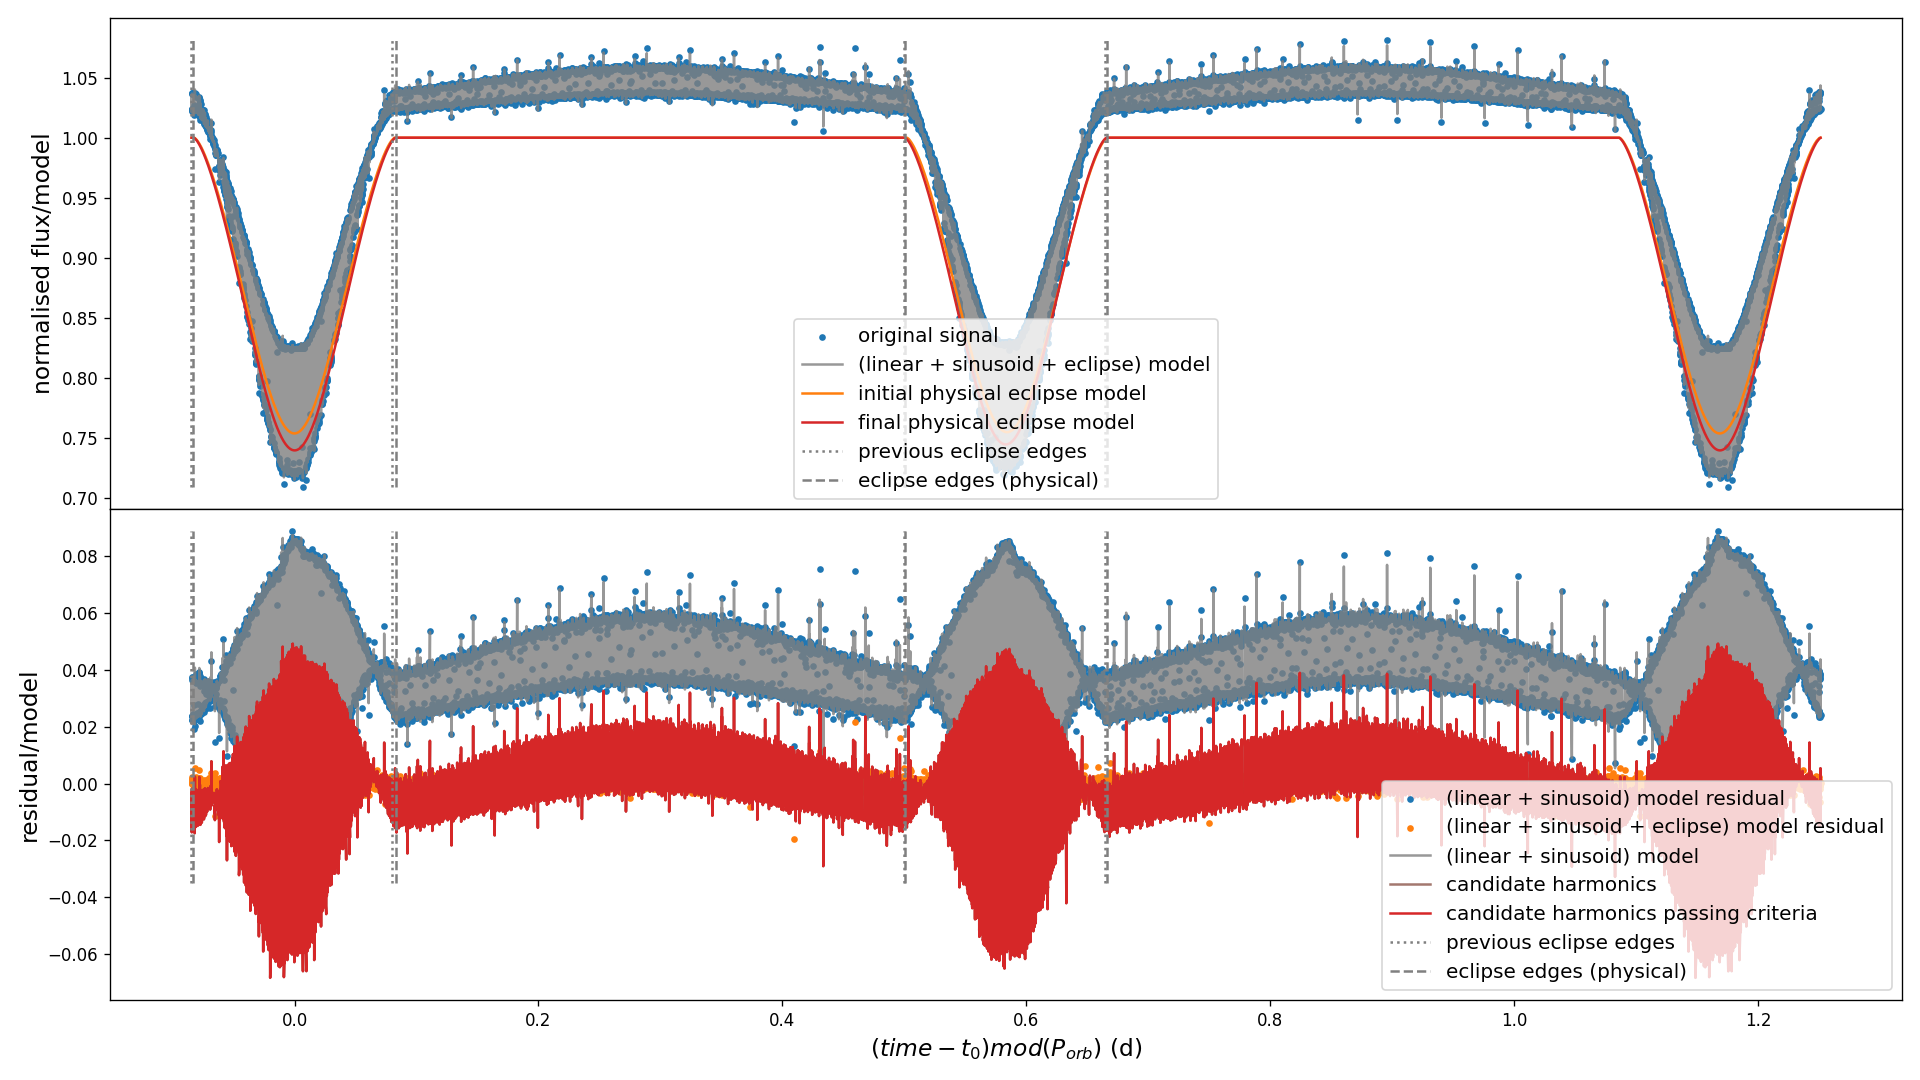 normalised flux/model
1.05
1.00
0.95
0.90
0.85
0.80
0.75
0.70
original signal
(linear + sinusoid + eclipse) model
initial physical eclipse model
final physical eclipse model
previous eclipse edges
eclipse edges (physical)
residual/model
0.08
0.06
0.04
0.02
0.00
−0.02
−0.04
−0.06
(linear + sinusoid) model residual
(linear + sinusoid + eclipse) model residual
(linear + sinusoid) model
candidate harmonics
candidate harmonics passing criteria
previous eclipse edges
eclipse edges (physical)
0.0 0.2 0.4 0.6 0.8 1.0 1.2
(time − t₀)mod(Pₒᵣb) (d)